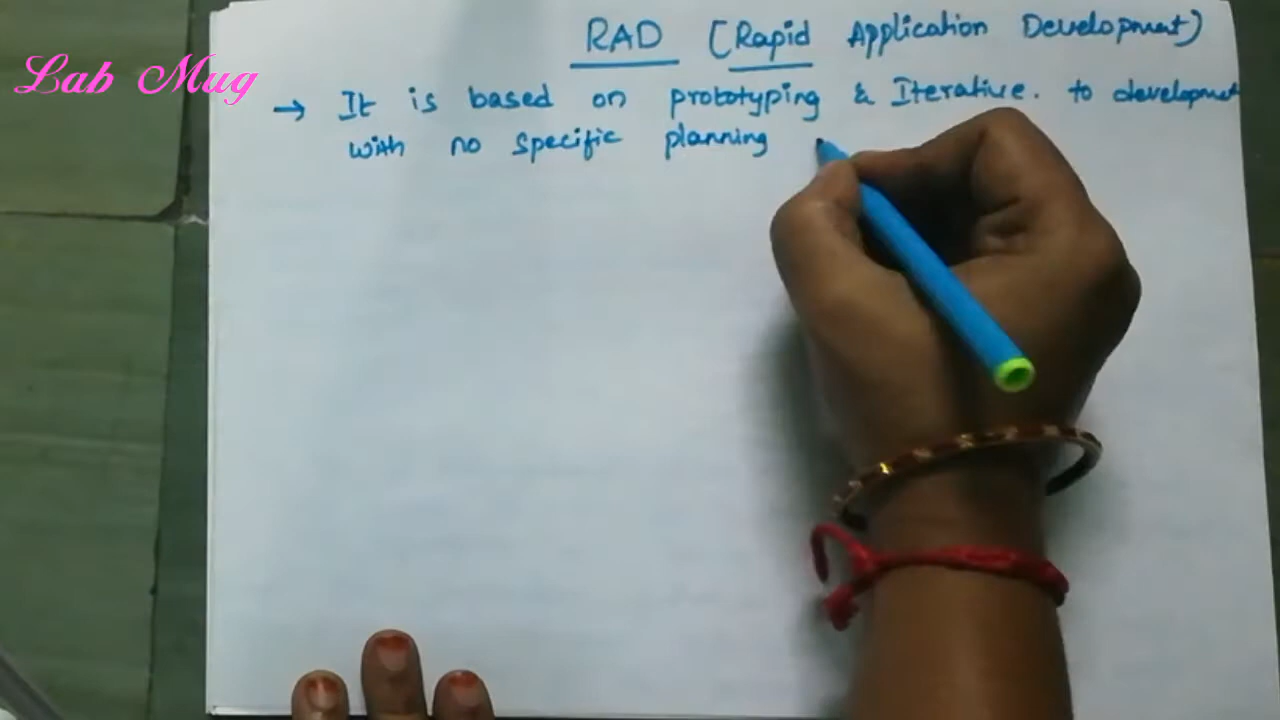 Lab Mug
RAD (Rapid Application Development)
→ It is based on prototyping & Iterative. to development
with no specific planning